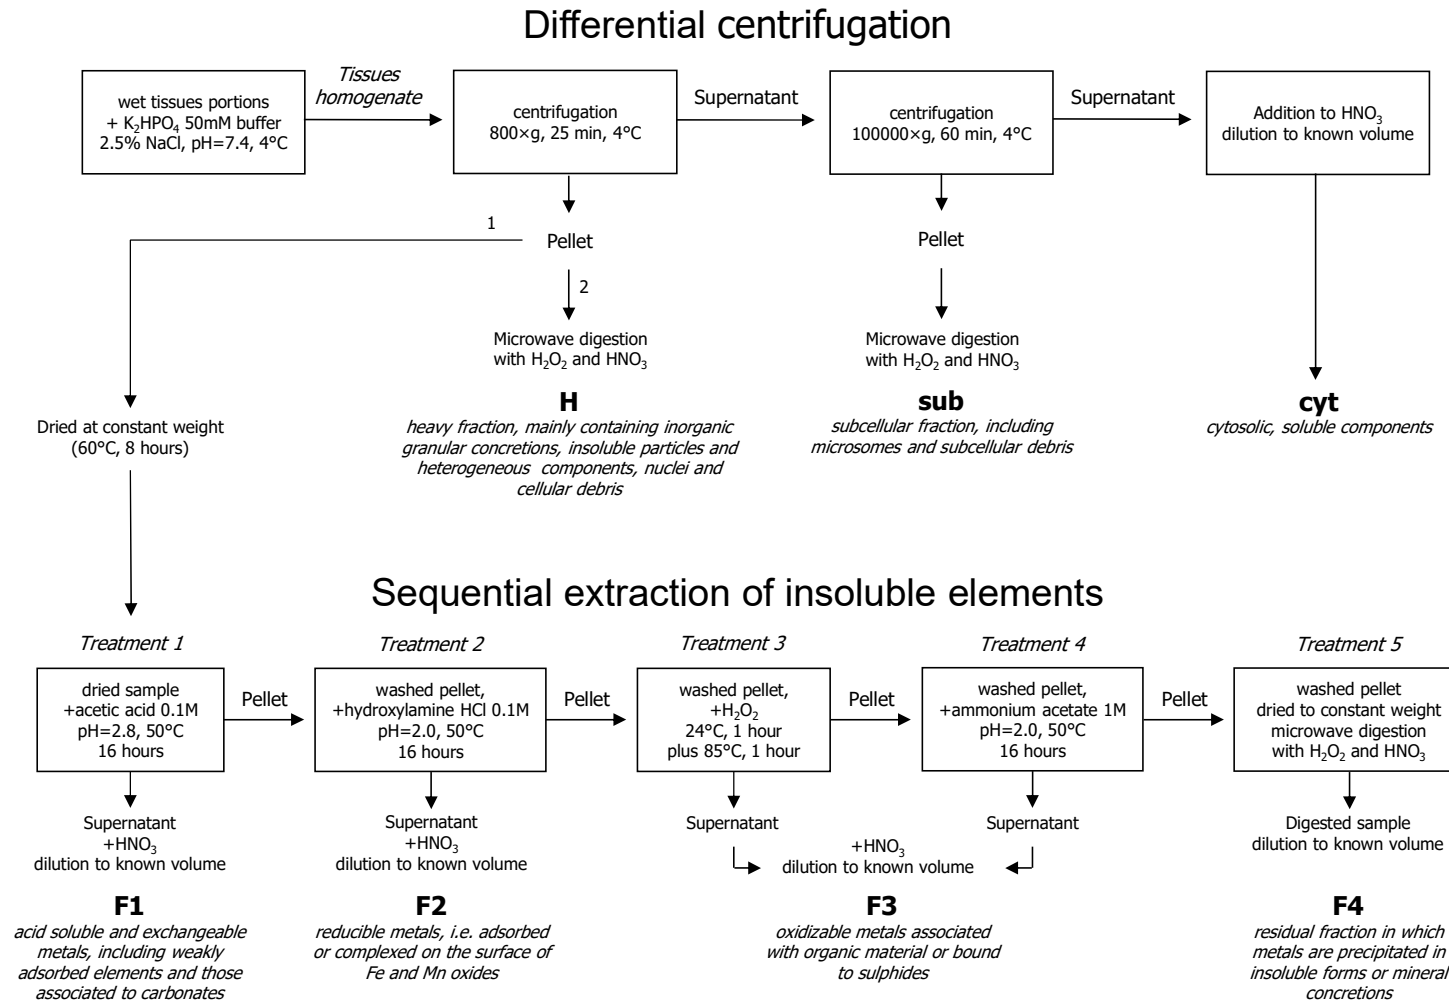 Differential centrifugation
wet tissues portions
+ K₂HPO₄ 50mM buffer
2.5% NaCl, pH=7.4, 4°C
Tissues
homogenate
centrifugation
800×g, 25 min, 4°C
Supernatant
centrifugation
100000×g, 60 min, 4°C
Supernatant
Addition to HNO₃
dilution to known volume
1
Pellet
2
Pellet
Microwave digestion
with H₂O₂ and HNO₃
Microwave digestion
with H₂O₂ and HNO₃
H
heavy fraction, mainly containing inorganic
granular concretions, insoluble particles and
heterogeneous components, nuclei and
cellular debris
sub
subcellular fraction, including
microsomes and subcellular debris
cyt
cytosolic, soluble components
Dried at constant weight
(60°C, 8 hours)
Sequential extraction of insoluble elements
Treatment 1
dried sample
+acetic acid 0.1M
pH=2.8, 50°C
16 hours
Pellet
Treatment 2
washed pellet,
+hydroxylamine HCl 0.1M
pH=2.0, 50°C
16 hours
Pellet
Treatment 3
washed pellet,
+H₂O₂
24°C, 1 hour
plus 85°C, 1 hour
Pellet
Treatment 4
washed pellet,
+ammonium acetate 1M
pH=2.0, 50°C
16 hours
Pellet
Treatment 5
washed pellet
dried to constant weight
microwave digestion
with H₂O₂ and HNO₃
Supernatant
+HNO₃
dilution to known volume
Supernatant
+HNO₃
dilution to known volume
Supernatant
Supernatant
+HNO₃
dilution to known volume
Digested sample
dilution to known volume
F1
acid soluble and exchangeable
metals, including weakly
adsorbed elements and those
associated to carbonates
F2
reducible metals, i.e. adsorbed
or complexed on the surface of
Fe and Mn oxides
F3
oxidizable metals associated
with organic material or bound
to sulphides
F4
residual fraction in which
metals are precipitated in
insoluble forms or mineral
concretions